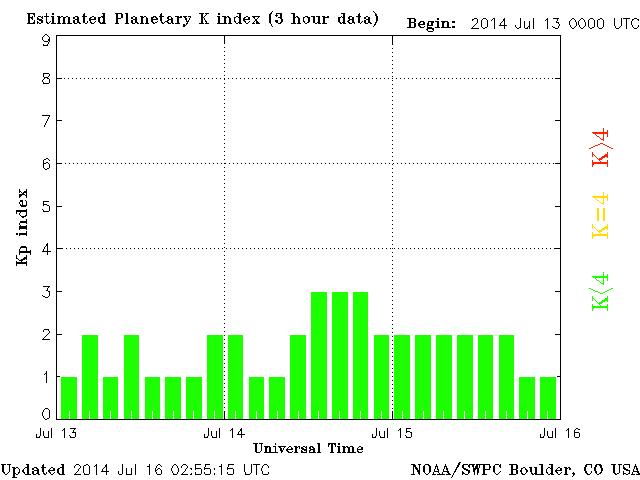 Estimated Planetary K index (3 hour data) Begin: 2014 Jul 13 0000 UTC
9
8
7
6
5
4
3
2
1
0
Kp index
K>4
K=4
K<4
Jul 13 Jul 14 Jul 15 Jul 16
Universal Time
Updated 2014 Jul 16 02:55:15 UTC NOAA/SWPC Boulder, CO USA